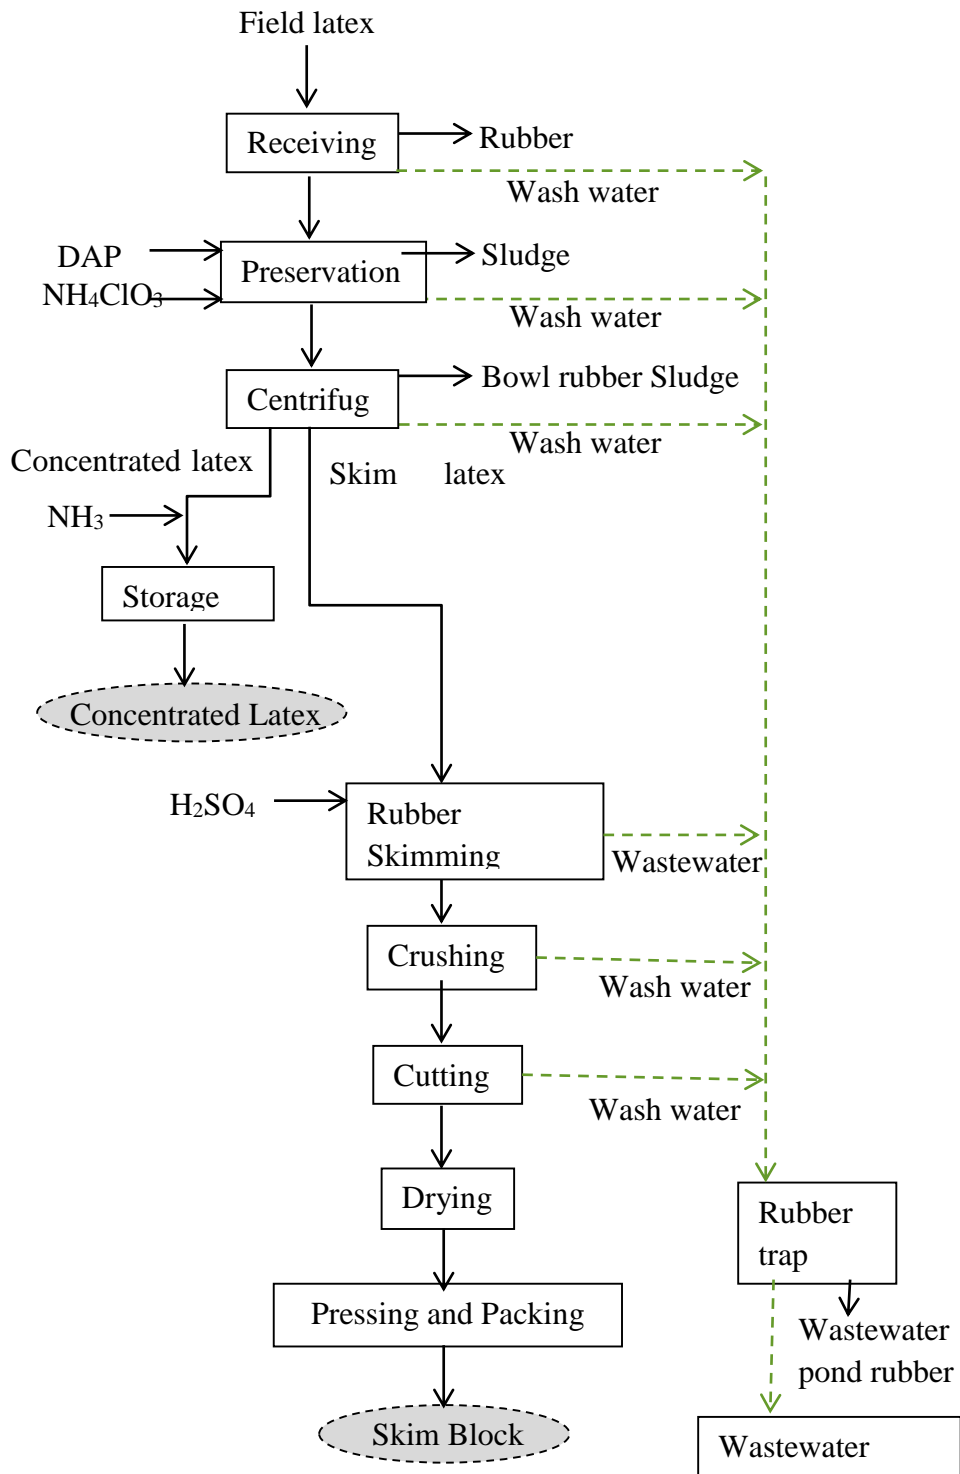 Field latex
Receiving
Rubber
Wash water
DAP
Preservation
Sludge
NH₄ClO₃
Wash water
Centrifug
Bowl rubber Sludge
Wash water
Concentrated latex
Skim latex
NH₃
Storage
Concentrated Latex
H₂SO₄
Rubber
Skimming
Wastewater
Crushing
Wash water
Cutting
Wash water
Drying
Rubber
trap
Pressing and Packing
Wastewater
pond rubber
Skim Block
Wastewater